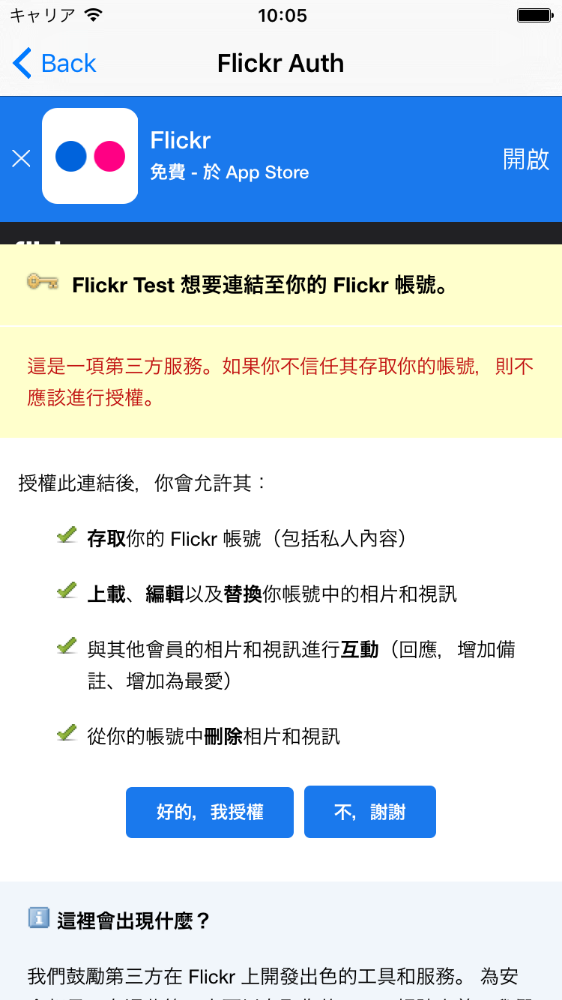 キャリア 10:05
Back Flickr Auth
Flickr
免費 - 於 App Store
開啟
Flickr Test 想要連結至你的 Flickr 帳號。
這是一項第三方服務。如果你不信任其存取你的帳號，則不
應該進行授權。
授權此連結後，你會允許其：
存取你的 Flickr 帳號（包括私人內容）
上載、編輯以及替換你帳號中的相片和視訊
與其他會員的相片和視訊進行互動（回應，增加備
註、增加為最愛）
從你的帳號中刪除相片和視訊
好的，我授權 不，謝謝
這裡會出現什麼？
我們鼓勵第三方在 Flickr 上開發出色的工具和服務。 為安